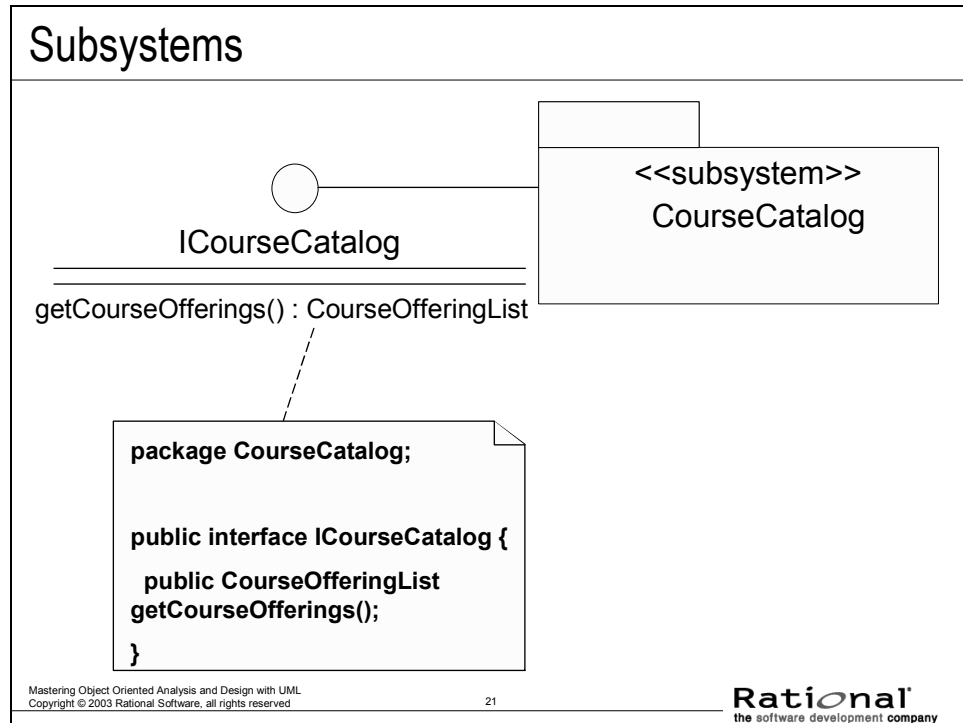 Subsystems
<<subsystem>>
CourseCatalog
ICourseCatalog
getCourseOfferings() : CourseOfferingList
package CourseCatalog;
public interface ICourseCatalog {
public CourseOfferingList
getCourseOfferings();
}
Mastering Object Oriented Analysis and Design with UML
Copyright © 2003 Rational Software, all rights reserved
21
Rational
the software development company